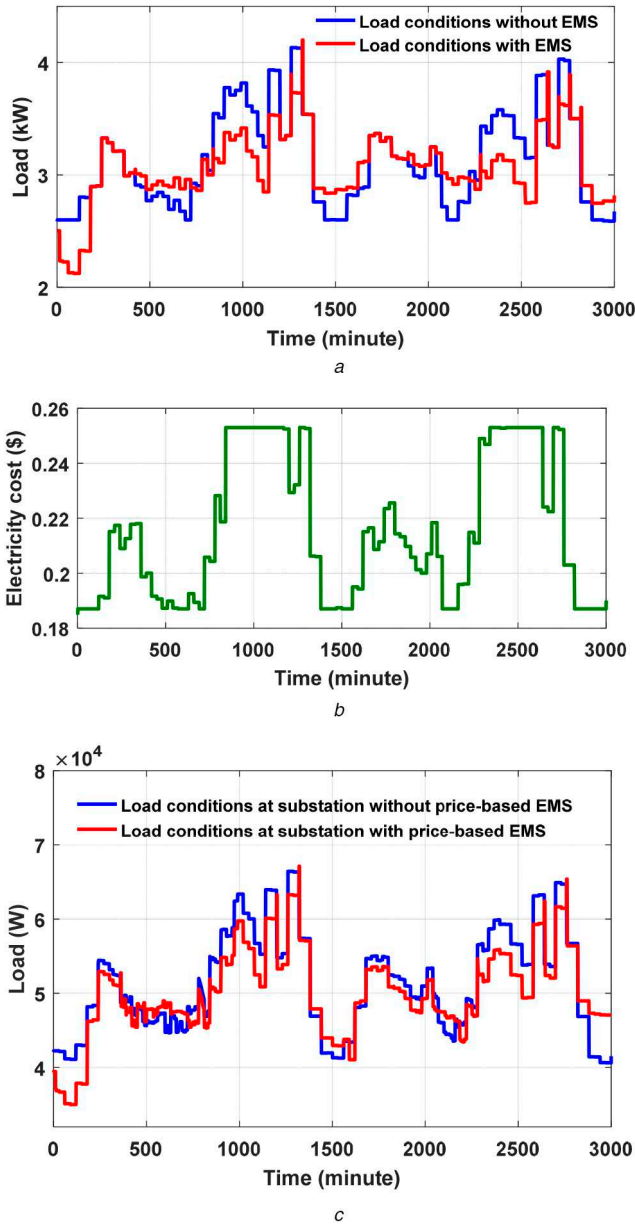 Load conditions without EMS
Load conditions with EMS
4
3
2
Load (kW)
0 500 1000 1500 2000 2500 3000
Time (minute)
a
0.26
0.24
0.22
0.2
0.18
Electricity cost ($)
0 500 1000 1500 2000 2500 3000
Time (minute)
b
×10⁴
8
7
6
5
4
Load (W)
Load conditions at substation without price-based EMS
Load conditions at substation with price-based EMS
0 500 1000 1500 2000 2500 3000
Time (minute)
c